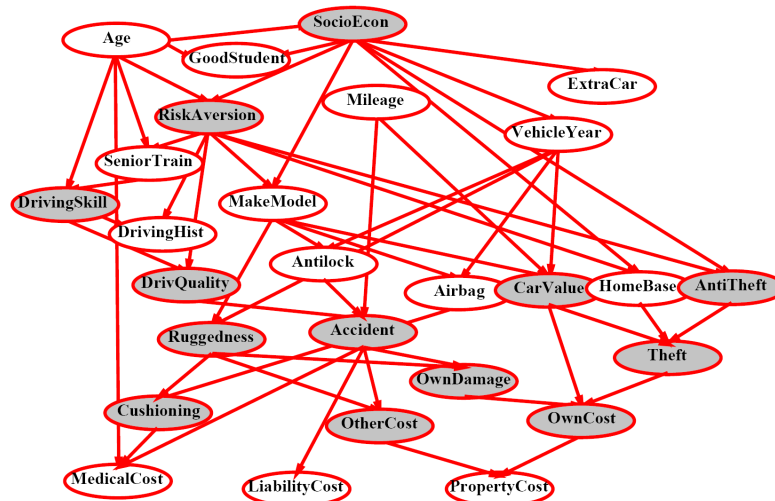 SocioEcon
Age
GoodStudent
ExtraCar
Mileage
RiskAversion
VehicleYear
SeniorTrain
DrivingSkill
MakeModel
DrivingHist
Antilock
DrivQuality
Airbag
CarValue
HomeBase
AntiTheft
Ruggedness
Accident
Theft
OwnDamage
Cushioning
OtherCost
OwnCost
MedicalCost
LiabilityCost
PropertyCost